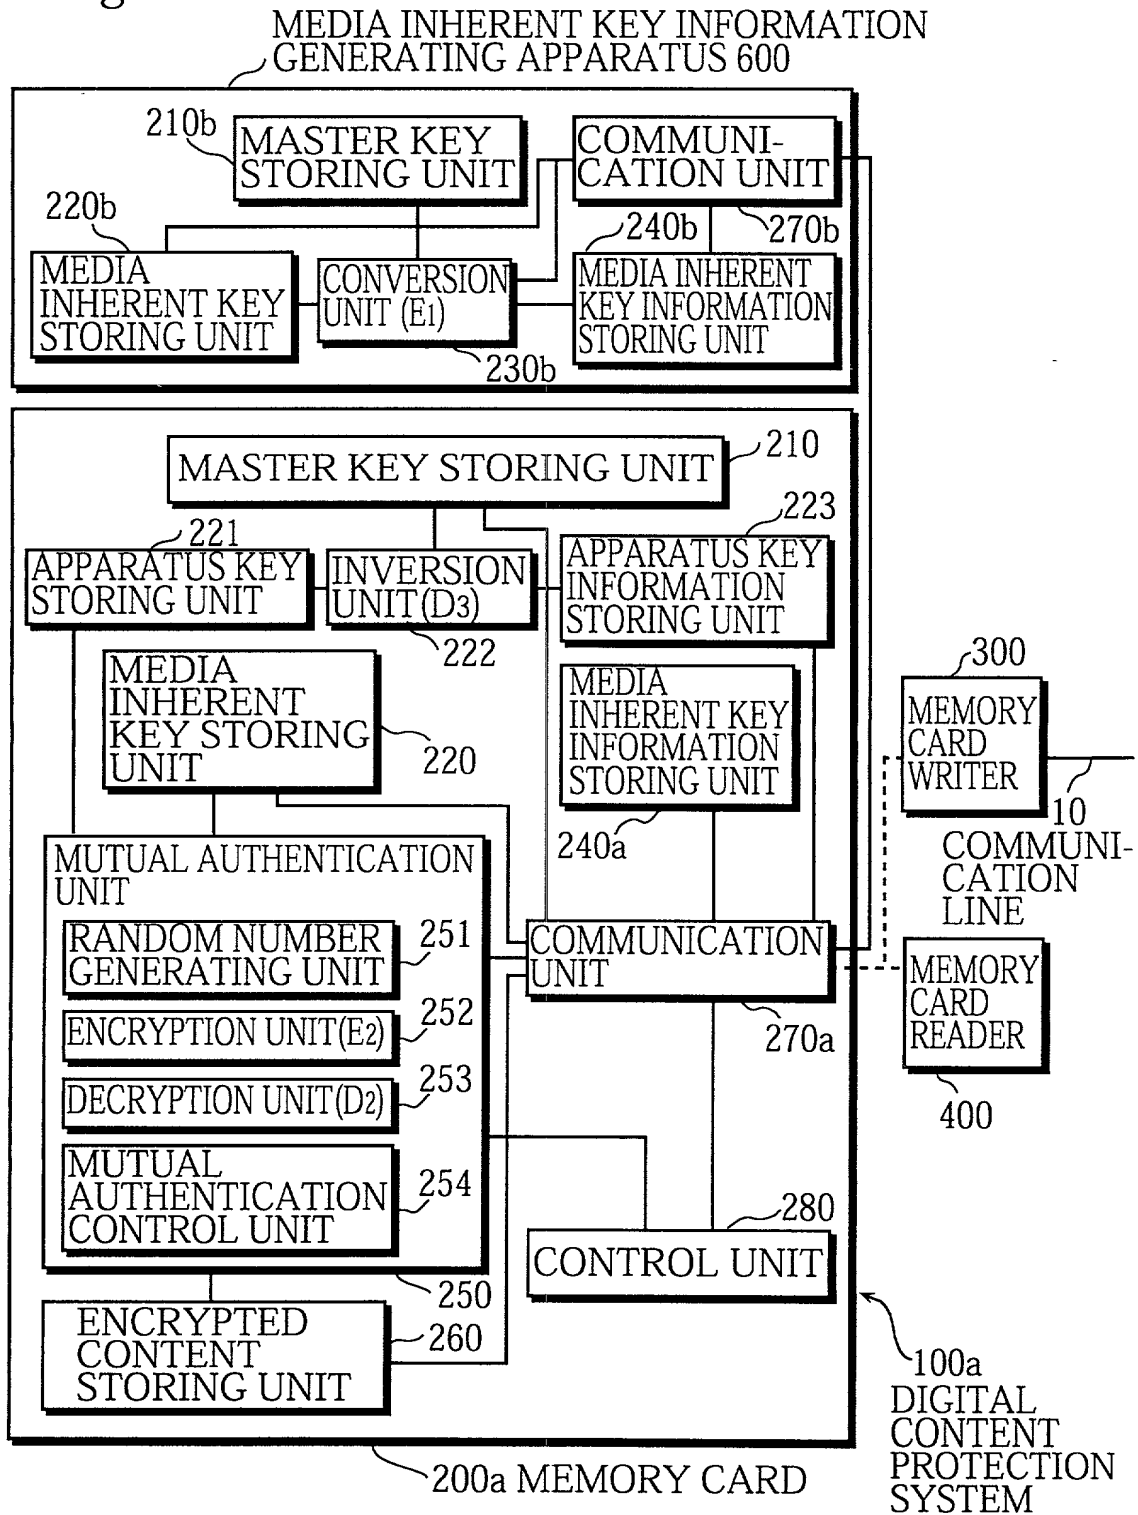 MEDIA INHERENT KEY INFORMATION
GENERATING APPARATUS 600
210b
MASTER KEY
STORING UNIT
COMMUNI-
CATION UNIT
220b
240b
270b
MEDIA
INHERENT KEY
STORING UNIT
CONVERSION
UNIT (E1)
MEDIA INHERENT
KEY INFORMATION
STORING UNIT
230b
210
MASTER KEY STORING UNIT
221
223
APPARATUS KEY
STORING UNIT
INVERSION
UNIT(D3)
APPARATUS KEY
INFORMATION
STORING UNIT
222
MEDIA
INHERENT
KEY STORING
UNIT
220
MEDIA
INHERENT KEY
INFORMATION
STORING UNIT
240a
300
MEMORY
CARD
WRITER
10
COMMUNI-
CATION
LINE
MUTUAL AUTHENTICATION
UNIT
RANDOM NUMBER
GENERATING UNIT
251
COMMUNICATION
UNIT
270a
MEMORY
CARD
READER
400
ENCRYPTION UNIT(E2)
252
DECRYPTION UNIT(D2)
253
MUTUAL
AUTHENTICATION
CONTROL UNIT
254
280
CONTROL UNIT
250
ENCRYPTED
CONTENT
STORING UNIT
260
100a
DIGITAL
CONTENT
PROTECTION
SYSTEM
200a MEMORY CARD